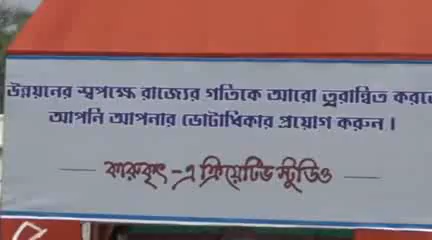 উন্নয়নের স্বপক্ষে রাজ্যের গতিকে আরো ত্বরান্বিত করতে
আপনি আপনার ভোটাধিকার প্রয়োগ করুন।
কারুকৃৎ - এ ক্রিয়েটিভ স্টুডিও